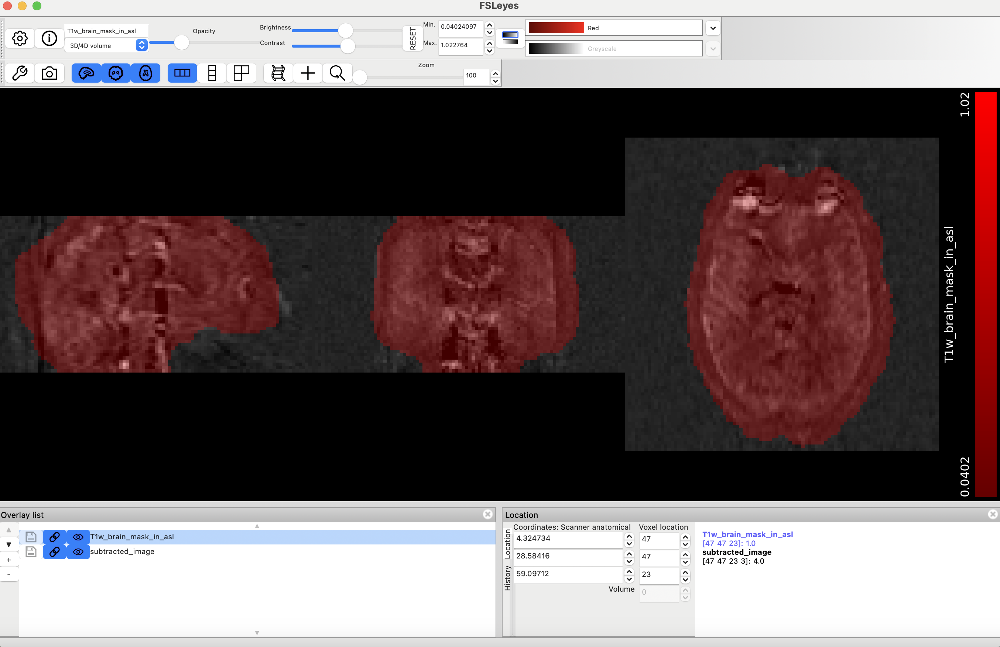 FSLeyes
T1w_brain_mask_in_asl
3D/4D volume
Opacity
Brightness
Contrast
RESET
Min.
0.04024097
Max.
1.022764
Red
Greyscale
Zoom
100
1.02
T1w_brain_mask_in_asl
0.0402
Overlay list
T1w_brain_mask_in_asl
subtracted_image
+
-
Location
Location
History
Coordinates: Scanner anatomical
Voxel location
4.324734
47
28.58416
47
59.09712
23
Volume
0
T1w_brain_mask_in_asl
[47 47 23]: 1.0
subtracted_image
[47 47 23 3]: 4.0